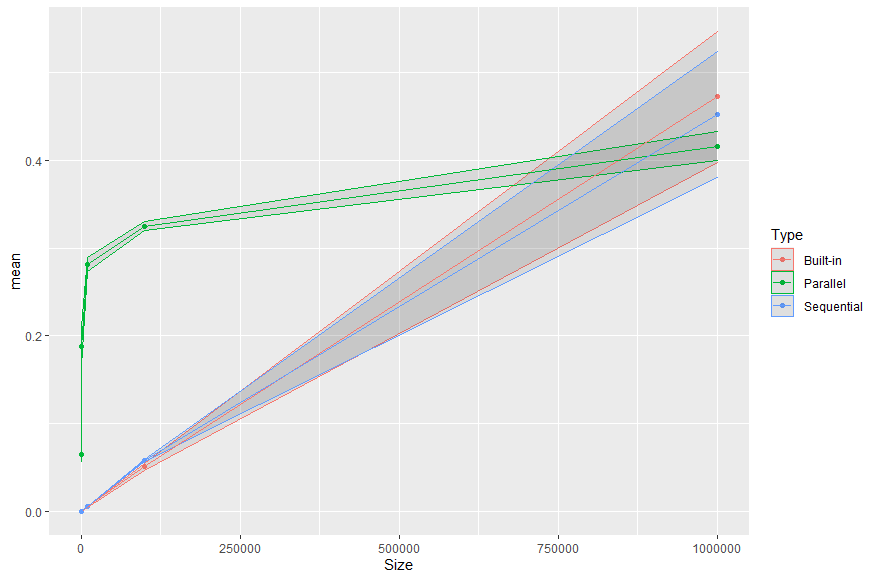 mean
0.4
0.2
0.0
0
250000
500000
750000
1000000
Size
Type
Built-in
Parallel
Sequential